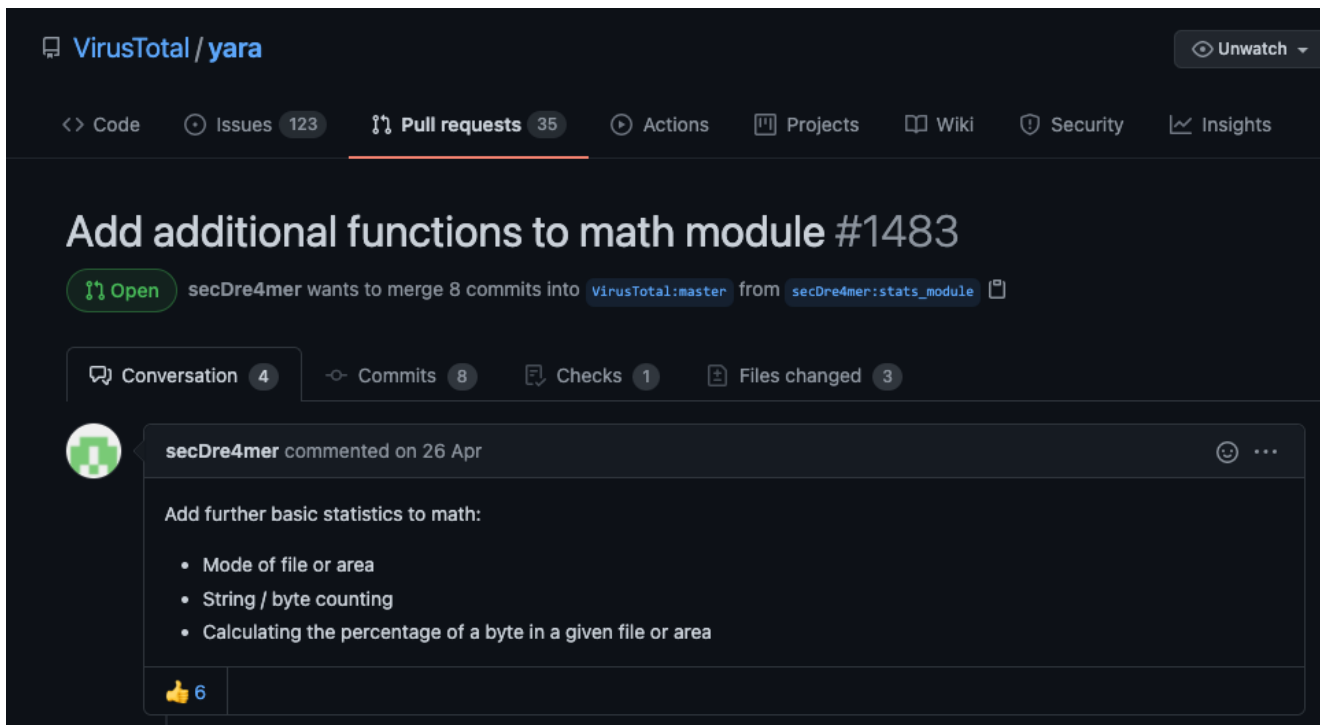 VirusTotal / yara
Unwatch
Code Issues 123 Pull requests 35 Actions Projects Wiki Security Insights
Add additional functions to math module #1483
Open secDre4mer wants to merge 8 commits into VirusTotal:master from secDre4mer:stats_module
Conversation 4 Commits 8 Checks 1 Files changed 3
secDre4mer commented on 26 Apr
Add further basic statistics to math:
• Mode of file or area
• String / byte counting
• Calculating the percentage of a byte in a given file or area
👍 6